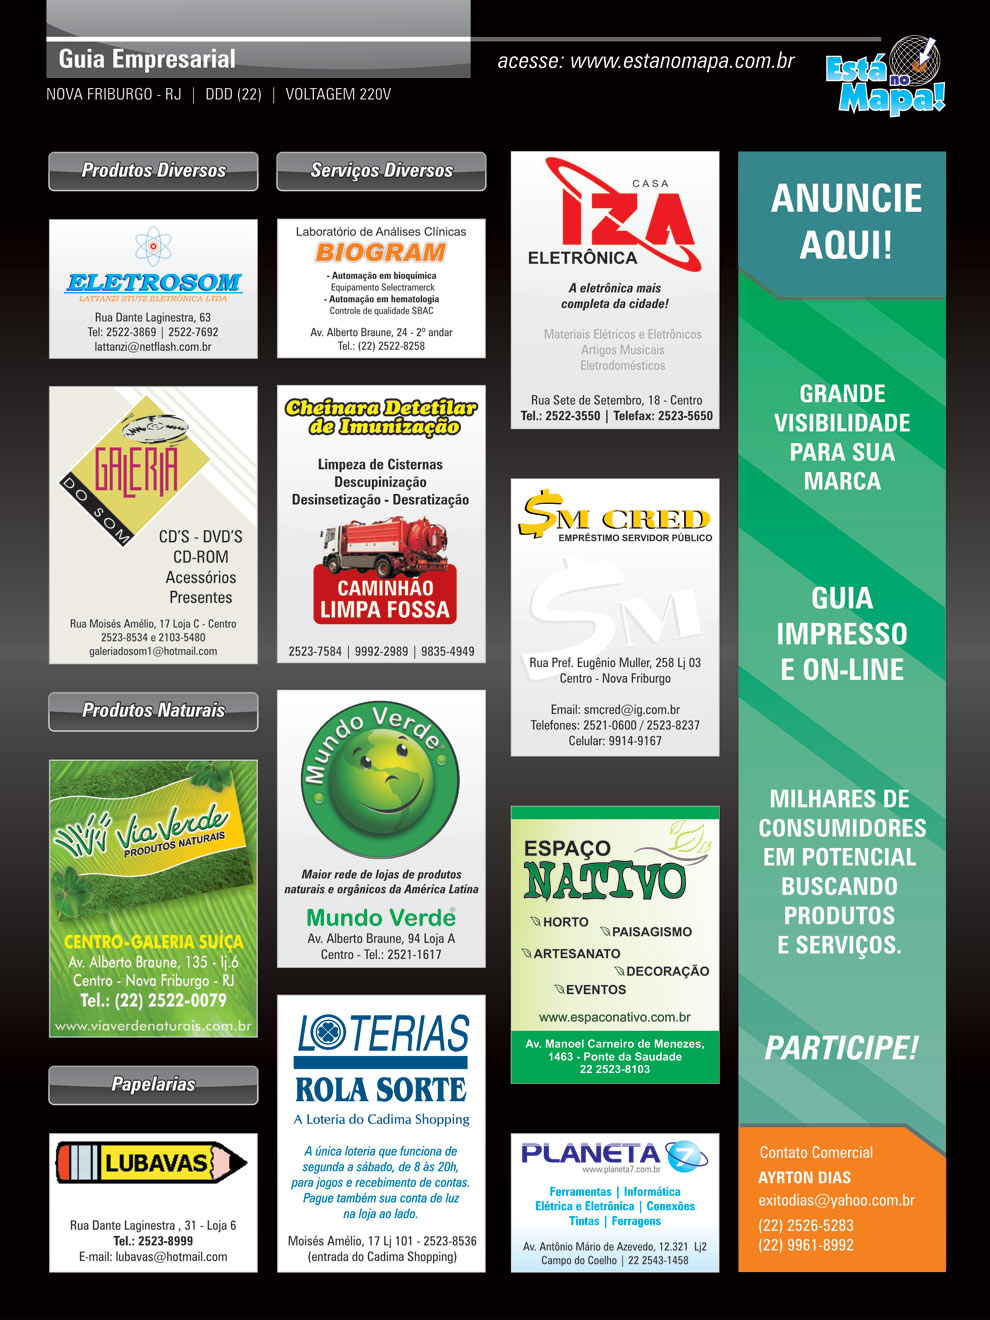 Guia Empresarial
acesse: www.estanomapa.com.br
Está
no
Mapa!
NOVA FRIBURGO - RJ | DDD (22) | VOLTAGEM 220V
Produtos Diversos
ELETROSOM
LATTANZI STUTZ ELETRÔNICA LTDA.
Rua Dante Laginestra, 63
Tel: 2522-3869 | 2522-7692
lattanzi@netflash.com.br
GALERIA
DO SOM
CD'S - DVD'S
CD-ROM
Acessórios
Presentes
Rua Moisés Amélio, 17 Loja C - Centro
2523-8534 e 2103-5480
galeriadosom1@hotmail.com
Produtos Naturais
Via Verde
PRODUTOS NATURAIS
CENTRO-GALERIA SUÍÇA
Av. Alberto Braune, 135 - lj.6
Centro - Nova Friburgo - RJ
Tel.: (22) 2522-0079
www.viaverdenaturais.com.br
Papelarias
LUBAVAS
Rua Dante Laginestra , 31 - Loja 6
Tel.: 2523-8999
E-mail: lubavas@hotmail.com
Serviços Diversos
Laboratório de Análises Clínicas
BIOGRAM
- Automação em bioquímica
Equipamento Selectramerck
- Automação em hematologia
Controle de qualidade SBAC
Av. Alberto Braune, 24 - 2º andar
Tel.: (22) 2522-8258
Cheinara Detetilar
de Imunização
Limpeza de Cisternas
Descupinização
Desinsetização - Desratização
CAMINHÃO
LIMPA FOSSA
2523-7584 | 9992-2989 | 9835-4949
Mundo Verde
Maior rede de lojas de produtos
naturais e orgânicos da América Latina
Mundo Verde®
Av. Alberto Braune, 94 Loja A
Centro - Tel.: 2521-1617
LOTERIAS
ROLA SORTE
A Loteria do Cadima Shopping
A única loteria que funciona de
segunda a sábado, de 8 às 20h,
para jogos e recebimento de contas.
Pague também sua conta de luz
na loja ao lado.
Moisés Amélio, 17 Lj 101 - 2523-8536
(entrada do Cadima Shopping)
CASA
IZA
ELETRÔNICA
A eletrônica mais
completa da cidade!
Materiais Elétricos e Eletrônicos
Artigos Musicais
Eletrodomésticos
Rua Sete de Setembro, 18 - Centro
Tel.: 2522-3550 | Telefax: 2523-5650
$M CRED
EMPRÉSTIMO SERVIDOR PÚBLICO
$M
Rua Pref. Eugênio Muller, 258 Lj 03
Centro - Nova Friburgo
Email: smcred@ig.com.br
Telefones: 2521-0600 / 2523-8237
Celular: 9914-9167
ESPAÇO
NATIVO
HORTO
PAISAGISMO
ARTESANATO
DECORAÇÃO
EVENTOS
www.espaconativo.com.br
Av. Manoel Carneiro de Menezes,
1463 - Ponte da Saudade
22 2523-8103
PLANETA 7
www.planeta7.com.br
Ferramentas | Informática
Elétrica e Eletrônica | Conexões
Tintas | Ferragens
Av. Antônio Mário de Azevedo, 12.321 Lj2
Campo do Coelho | 22 2543-1458
ANUNCIE
AQUI!
GRANDE
VISIBILIDADE
PARA SUA
MARCA
GUIA
IMPRESSO
E ON-LINE
MILHARES DE
CONSUMIDORES
EM POTENCIAL
BUSCANDO
PRODUTOS
E SERVIÇOS.
PARTICIPE!
Contato Comercial
AYRTON DIAS
exitodias@yahoo.com.br
(22) 2526-5283
(22) 9961-8992